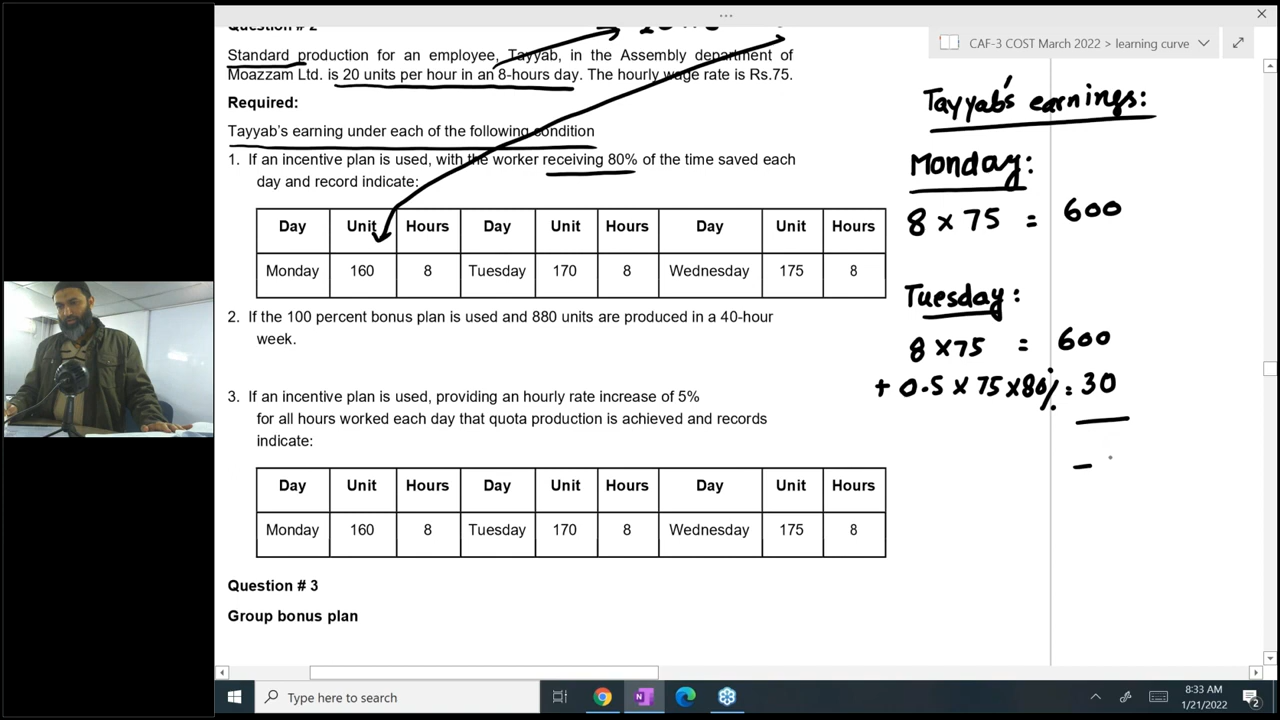 ...
CAF-3 COST March 2022 > learning curve
Question # 2
Standard production for an employee, Tayyab, in the Assembly department of
Moazzam Ltd. is 20 units per hour in an 8-hours day. The hourly wage rate is Rs.75.
Required:
Tayyab's earning under each of the following condition
1. If an incentive plan is used, with the worker receiving 80% of the time saved each
day and record indicate:
Day Unit Hours Day Unit Hours Day Unit Hours
Monday 160 8 Tuesday 170 8 Wednesday 175 8
2. If the 100 percent bonus plan is used and 880 units are produced in a 40-hour
week.
3. If an incentive plan is used, providing an hourly rate increase of 5%
for all hours worked each day that quota production is achieved and records
indicate:
Day Unit Hours Day Unit Hours Day Unit Hours
Monday 160 8 Tuesday 170 8 Wednesday 175 8
Question # 3
Group bonus plan
Tayyab's earnings:
Monday:
8 × 75 = 600
Tuesday:
8 × 75 = 600
+ 0.5 × 75 × 80% = 30
Type here to search
8:33 AM
1/21/2022
2